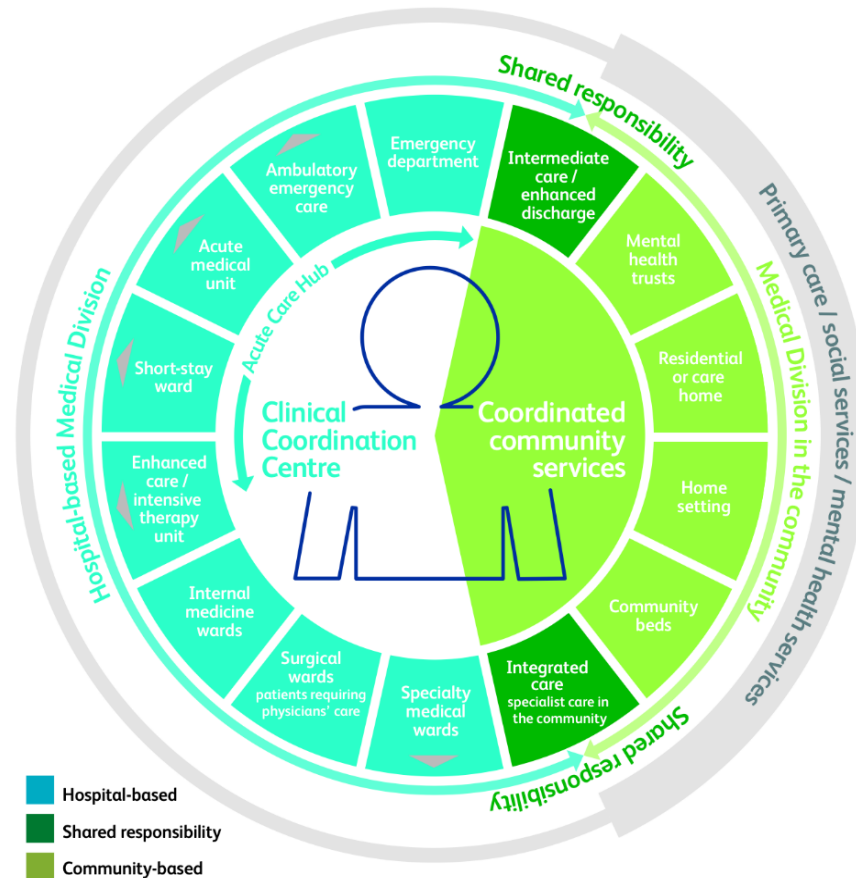 Shared responsibility
Hospital-based Medical Division
Medical Division in the community
Primary care / social services / mental health services
Emergency
department
Intermediate
care /
enhanced
discharge
Mental
health
trusts
Residential
or care
home
Home
setting
Community
beds
Integrated
care
specialist care in
the community
Specialty
medical
wards
Surgical
wards
patients requiring
physicians' care
Internal
medicine
wards
Enhanced
care /
intensive
therapy
unit
Short-stay
ward
Acute
medical
unit
Ambulatory
emergency
care
Acute Care Hub
Clinical
Coordination
Centre
Coordinated
community
services
Shared responsibility
Hospital-based
Shared responsibility
Community-based